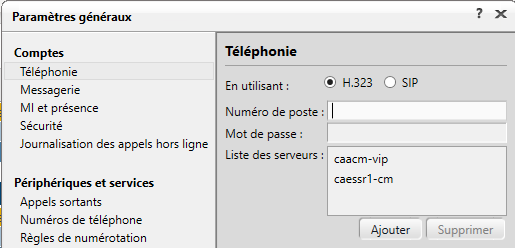 Paramètres généraux
? X
Comptes
Téléphonie
Messagerie
MI et présence
Sécurité
Journalisation des appels hors ligne
Périphériques et services
Appels sortants
Numéros de téléphone
Règles de numérotation
Téléphonie
En utilisant : H.323 SIP
Numéro de poste :
Mot de passe :
Liste des serveurs :
caacm-vip
caessr1-cm
Ajouter Supprimer